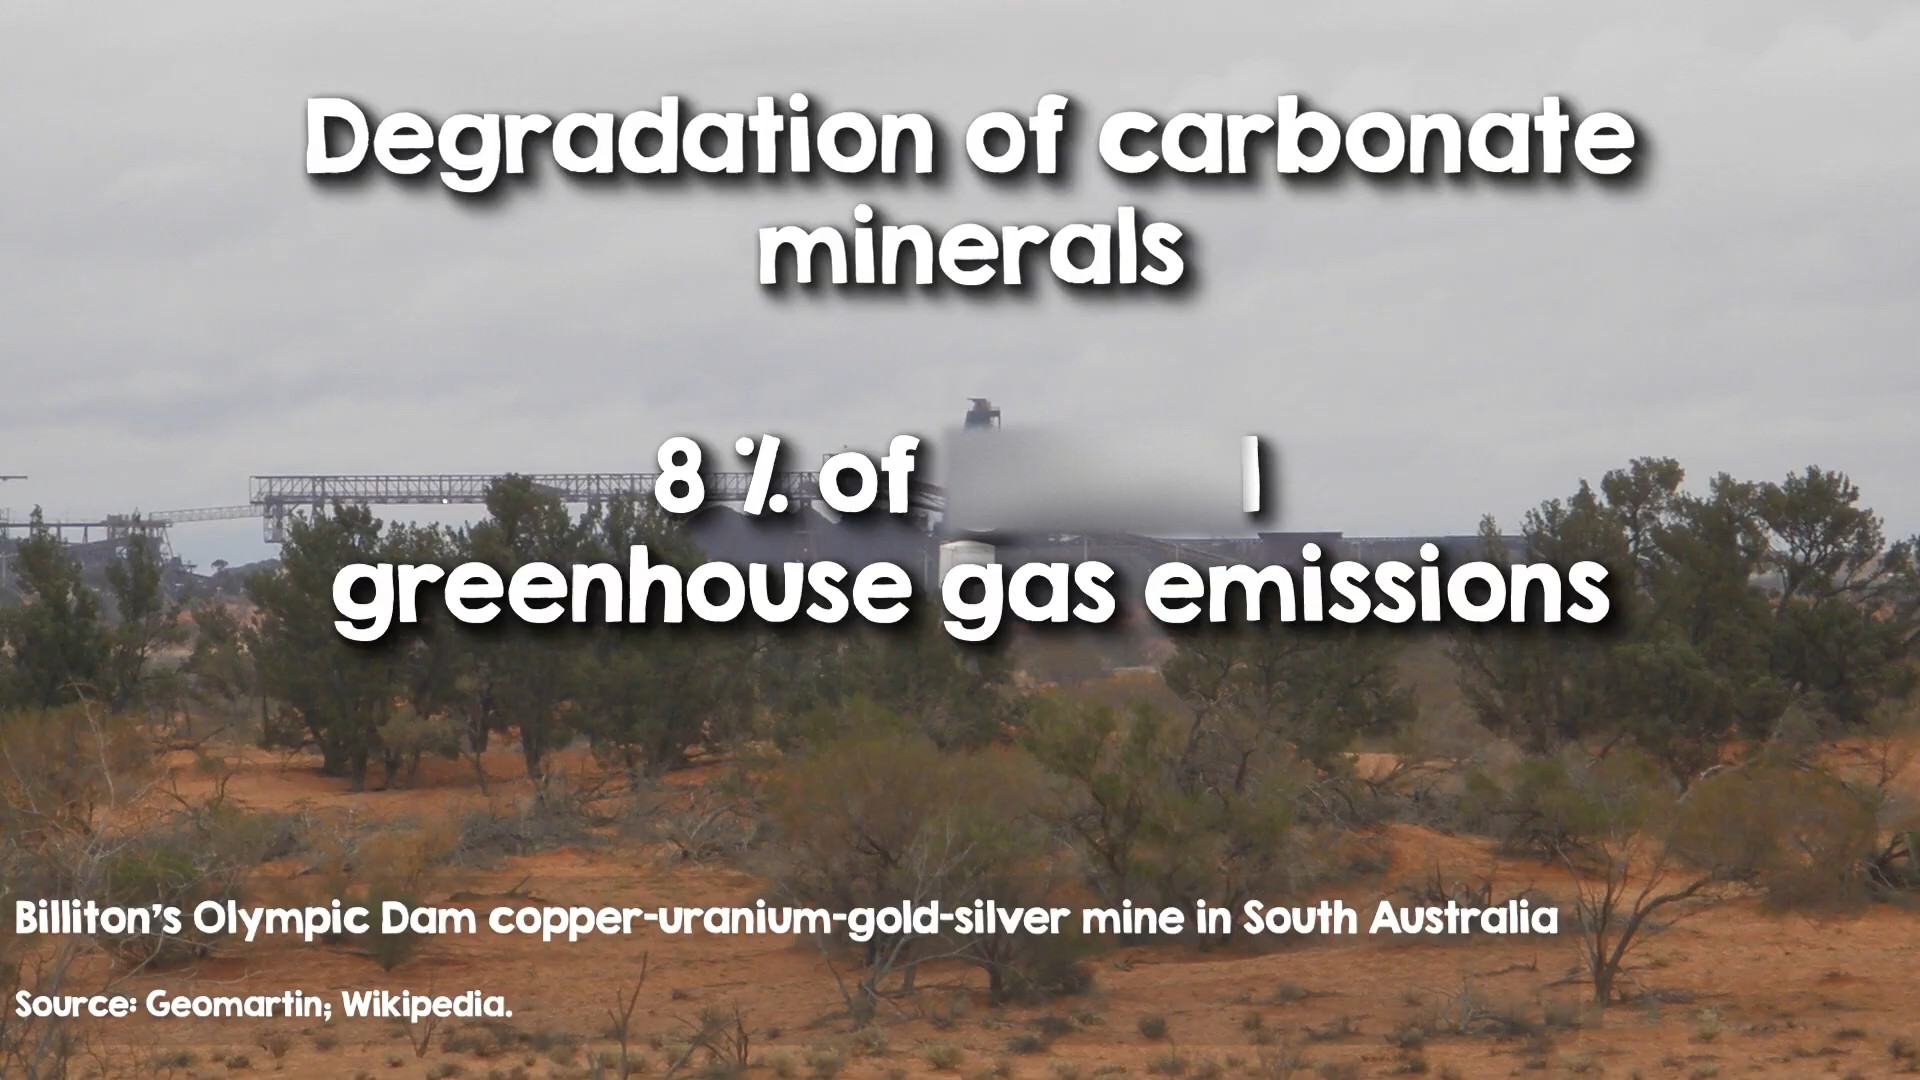 Degradation of carbonate
minerals
8 % of
greenhouse gas emissions
Billiton's Olympic Dam copper-uranium-gold-silver mine in South Australia
Source: Geomartin; Wikipedia.